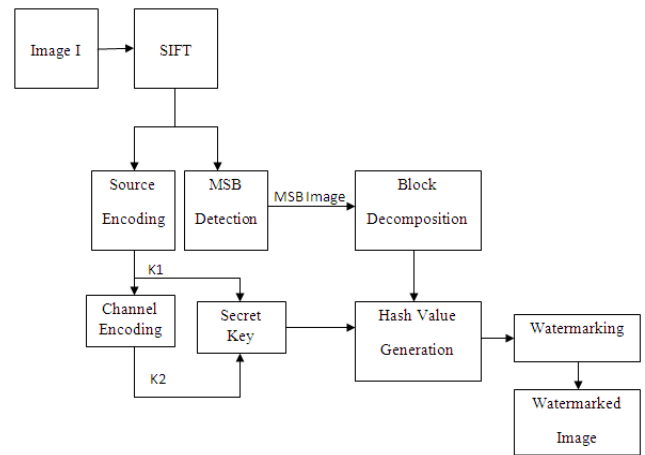 Image I
SIFT
Source
Encoding
MSB
Detection
MSB Image
Block
Decomposition
K1
Channel
Encoding
Secret
Key
Hash Value
Generation
Watermarking
K2
Watermarked
Image